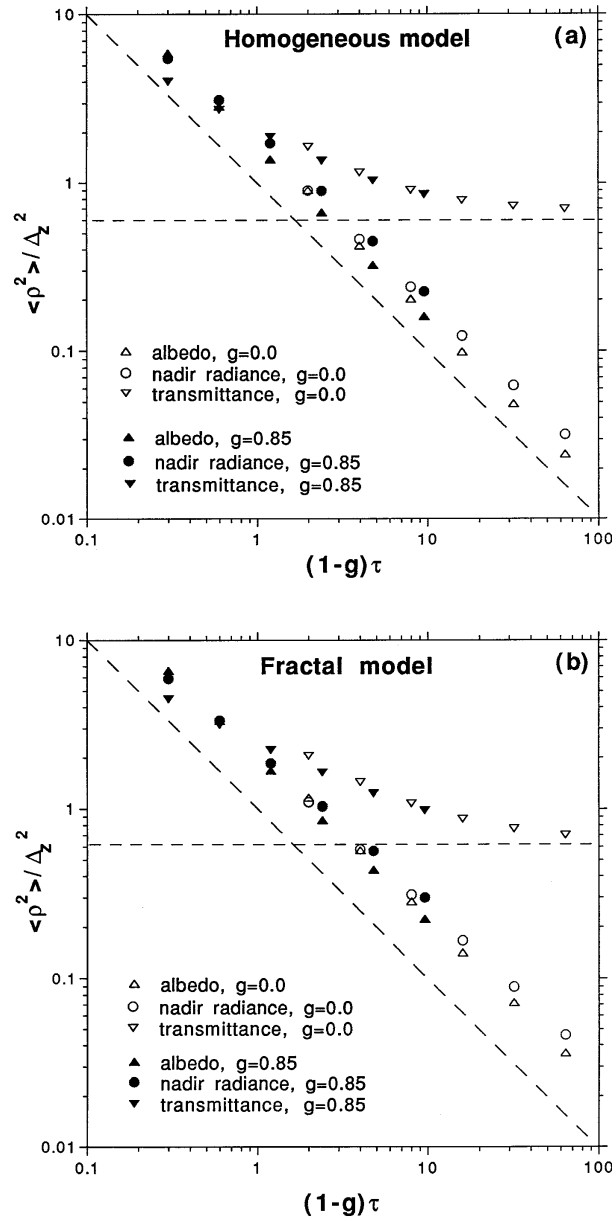 Homogeneous model (a)
10
1
0.1
0.01
<ρ²>/Δz²
△ albedo, g=0.0
○ nadir radiance, g=0.0
▽ transmittance, g=0.0
▲ albedo, g=0.85
● nadir radiance, g=0.85
▼ transmittance, g=0.85
0.1 1 10 100
(1-g)τ
Fractal model (b)
10
1
0.1
0.01
<ρ²>/Δz²
△ albedo, g=0.0
○ nadir radiance, g=0.0
▽ transmittance, g=0.0
▲ albedo, g=0.85
● nadir radiance, g=0.85
▼ transmittance, g=0.85
0.1 1 10 100
(1-g)τ